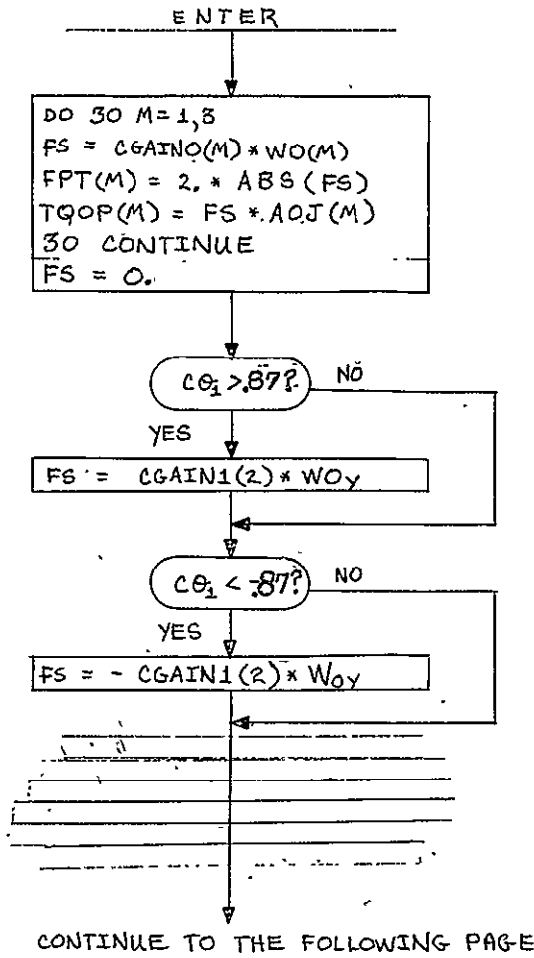 ENTER
DO 30 M=1,3
FS = CGAINO(M)*WO(M)
FPT(M) = 2. * ABS(FS)
TQOP(M) = FS * AOJ(M)
30 CONTINUE
FS = 0.
Cθ1 > .87?
NO
YES
FS = CGAIN1(2) * WOY
Cθ1 < -.87?
NO
YES
FS = - CGAIN1(2) * WOY
CONTINUE TO THE FOLLOWING PAGE